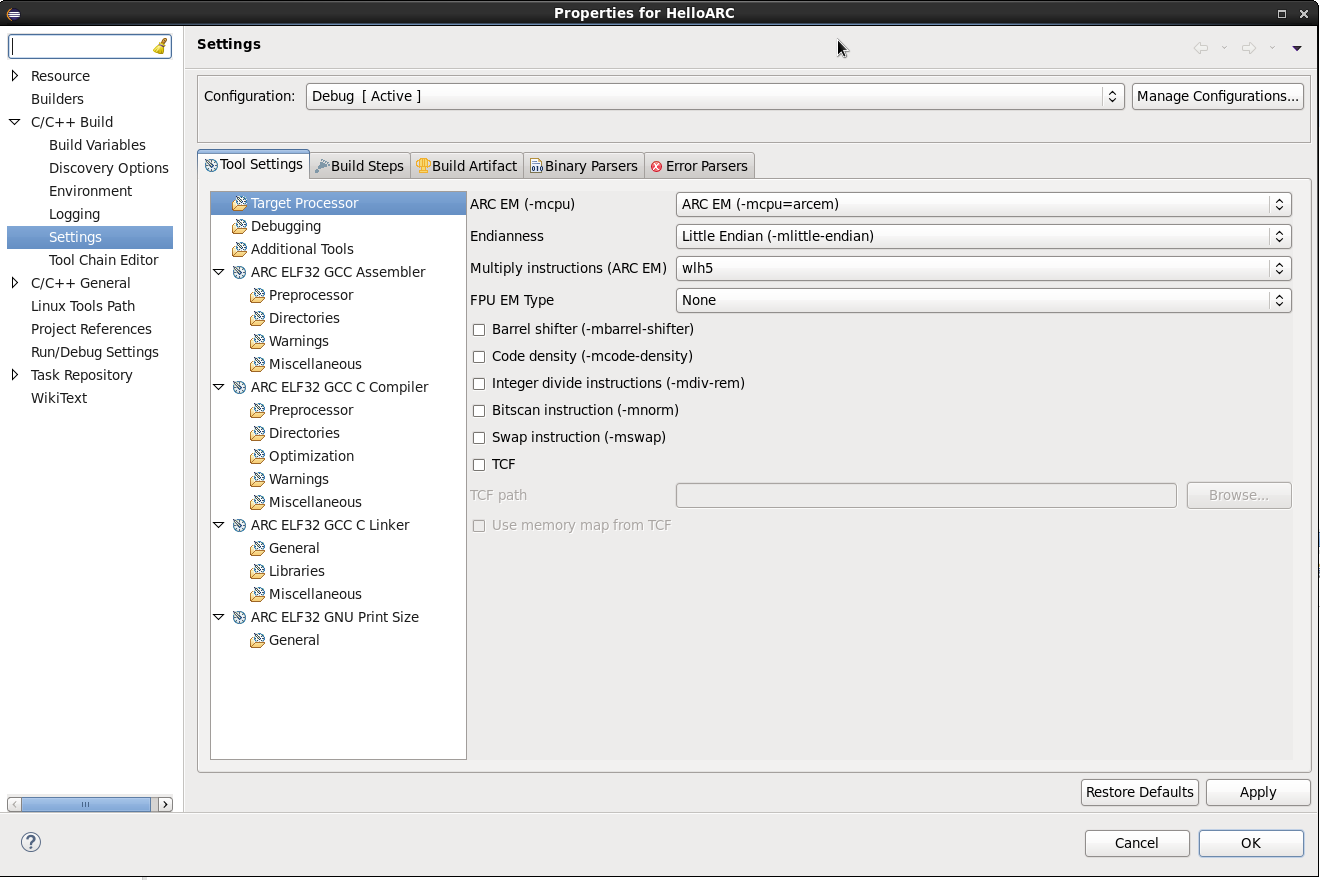 Properties for HelloARC
Settings
Resource
Builders
C/C++ Build
Build Variables
Discovery Options
Environment
Logging
Settings
Tool Chain Editor
C/C++ General
Linux Tools Path
Project References
Run/Debug Settings
Task Repository
WikiText
Configuration: Debug [ Active ] Manage Configurations...
Tool Settings Build Steps Build Artifact Binary Parsers Error Parsers
Target Processor
Debugging
Additional Tools
ARC ELF32 GCC Assembler
Preprocessor
Directories
Warnings
Miscellaneous
ARC ELF32 GCC C Compiler
Preprocessor
Directories
Optimization
Warnings
Miscellaneous
ARC ELF32 GCC C Linker
General
Libraries
Miscellaneous
ARC ELF32 GNU Print Size
General
ARC EM (-mcpu) ARC EM (-mcpu=arcem)
Endianness Little Endian (-mlittle-endian)
Multiply instructions (ARC EM) wlh5
FPU EM Type None
Barrel shifter (-mbarrel-shifter)
Code density (-mcode-density)
Integer divide instructions (-mdiv-rem)
Bitscan instruction (-mnorm)
Swap instruction (-mswap)
TCF
TCF path Browse...
Use memory map from TCF
Restore Defaults Apply
Cancel OK